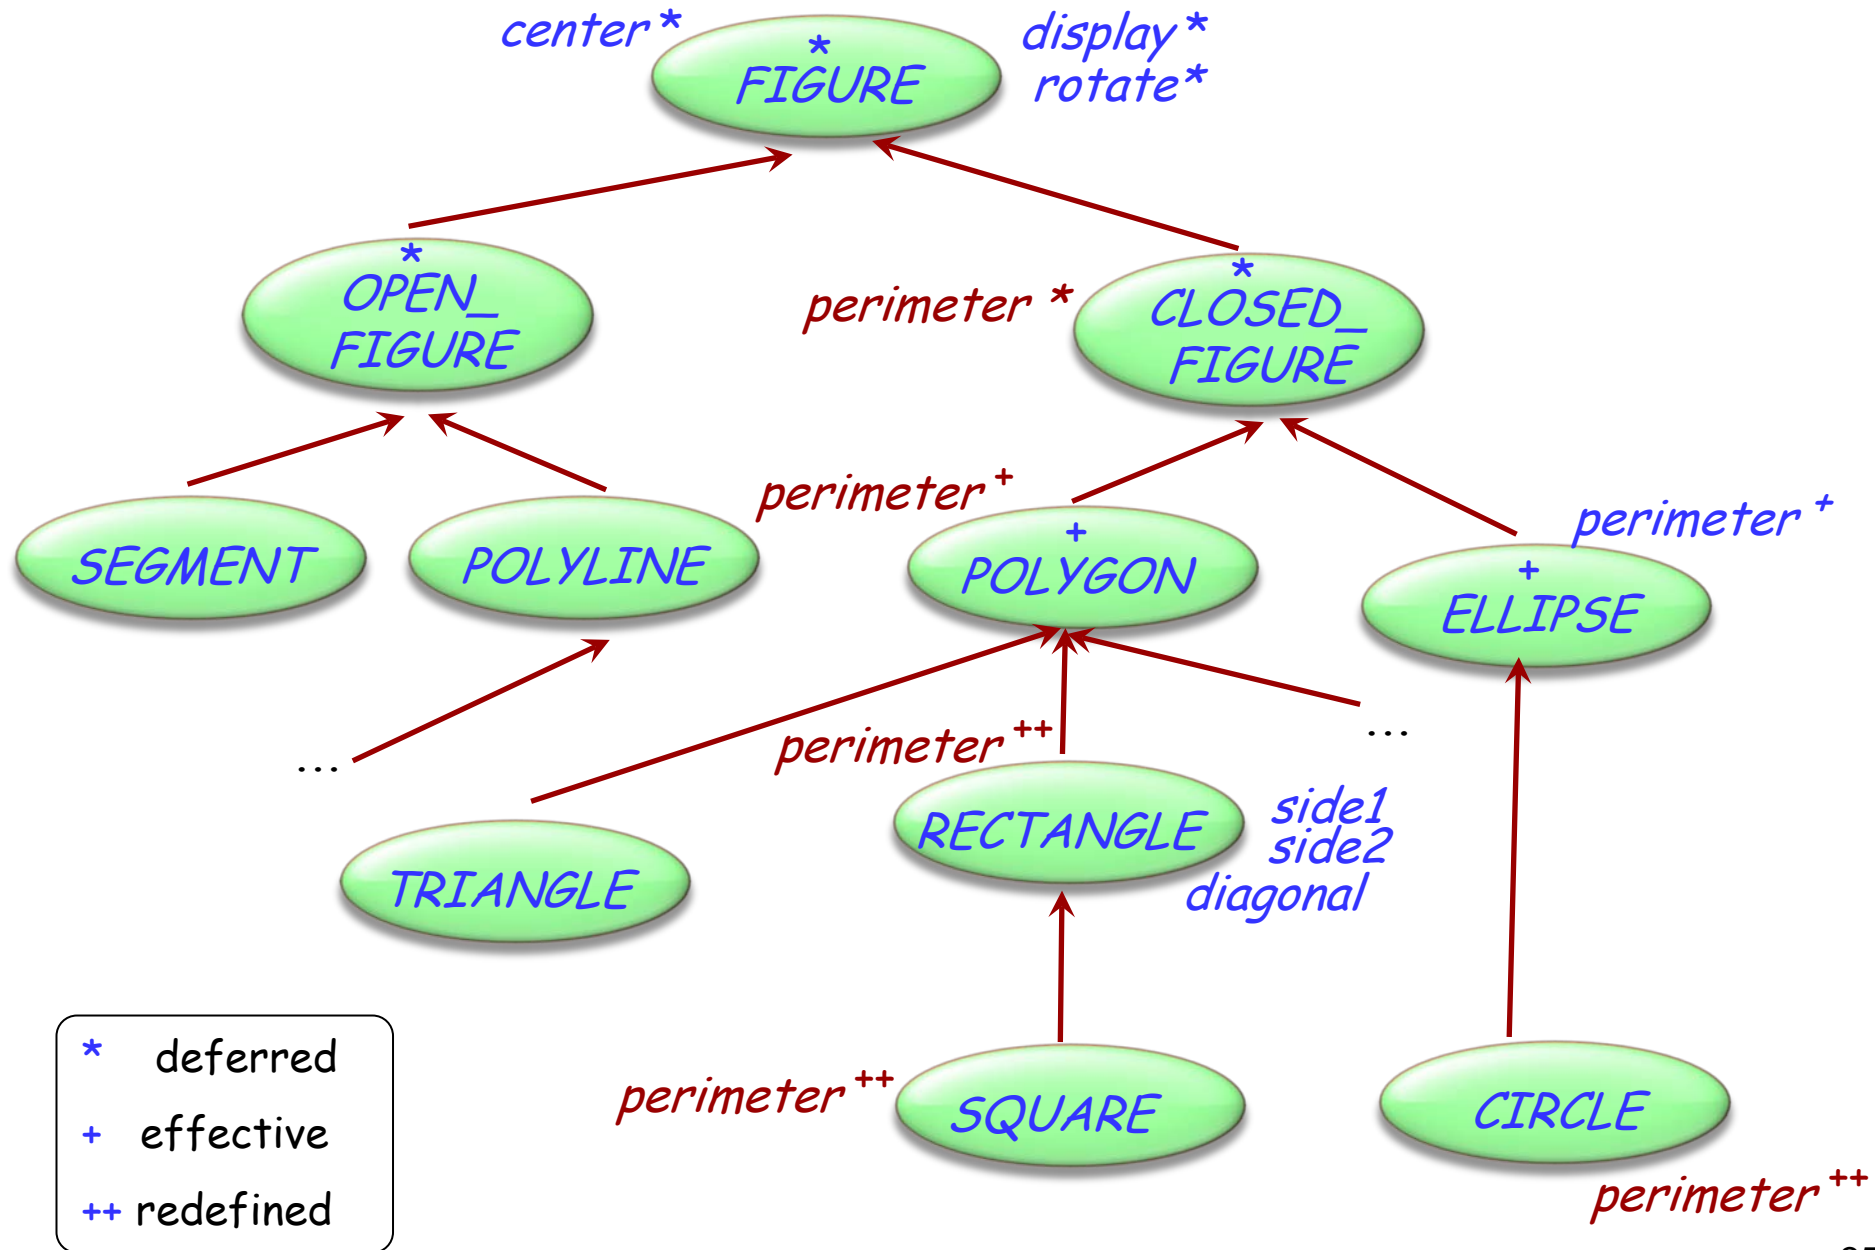 center *
*
FIGURE
display *
rotate *
*
OPEN_
FIGURE
perimeter *
*
CLOSED_
FIGURE
SEGMENT
POLYLINE
perimeter +
+
POLYGON
perimeter +
+
ELLIPSE
...
perimeter ++
...
TRIANGLE
RECTANGLE
side1
side2
diagonal
* deferred
+ effective
++ redefined
perimeter ++
SQUARE
CIRCLE
perimeter ++